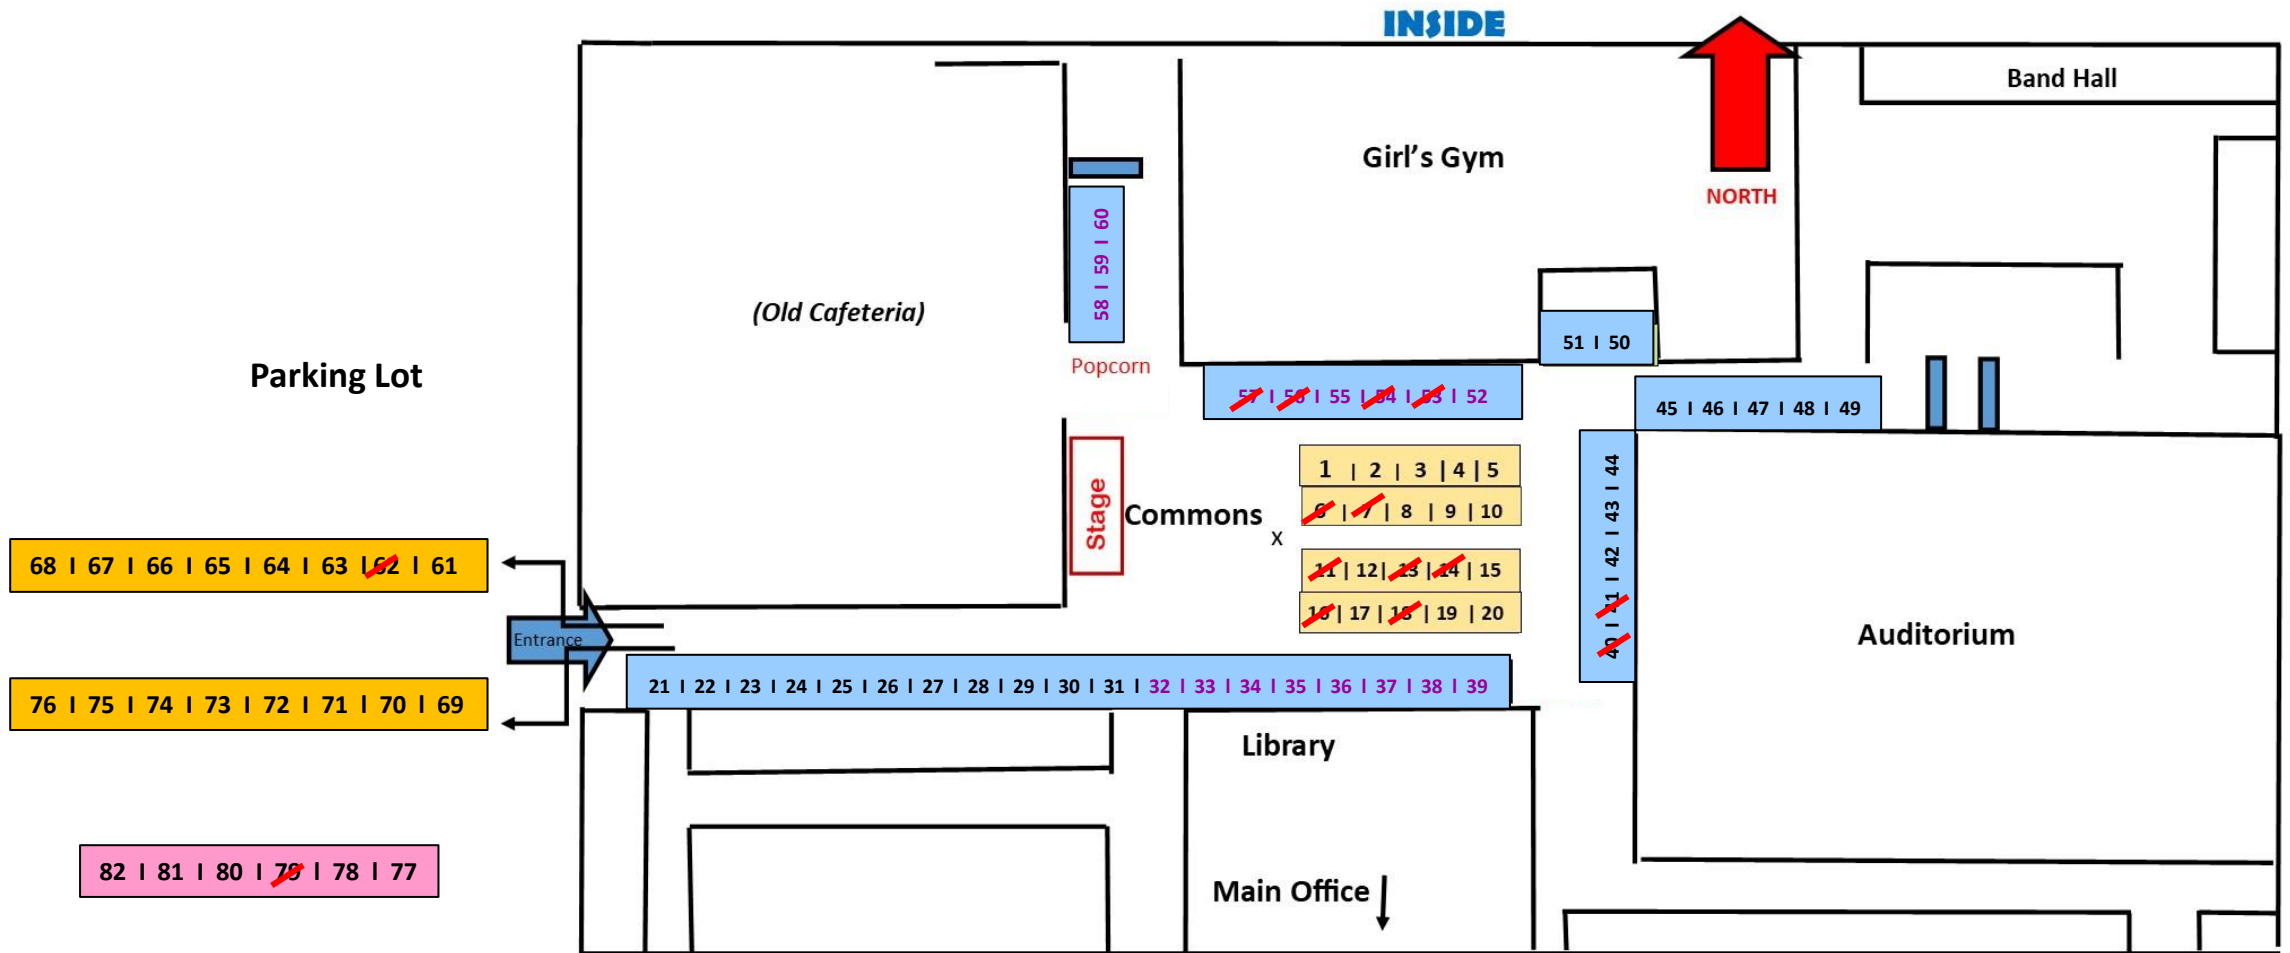 INSIDE
Band Hall
Girl's Gym
NORTH
58 I 59 I 60
(Old Cafeteria)
51 I 50
Parking Lot
Popcorn
57 I 56 I 55 I 54 I 53 I 52
45 I 46 I 47 I 48 I 49
1 | 2 | 3 | 4 | 5
6 | 7 | 8 | 9 | 10
Stage
Commons
x
40 I 41 I 42 I 43 I 44
68 I 67 I 66 I 65 I 64 I 63 I 62 I 61
11 | 12 | 13 | 14 | 15
16 | 17 | 18 | 19 | 20
Entrance
Auditorium
21 I 22 I 23 I 24 I 25 I 26 I 27 I 28 I 29 I 30 I 31 I 32 I 33 I 34 I 35 I 36 I 37 I 38 I 39
76 I 75 I 74 I 73 I 72 I 71 I 70 I 69
Library
82 I 81 I 80 I 79 I 78 I 77
Main Office